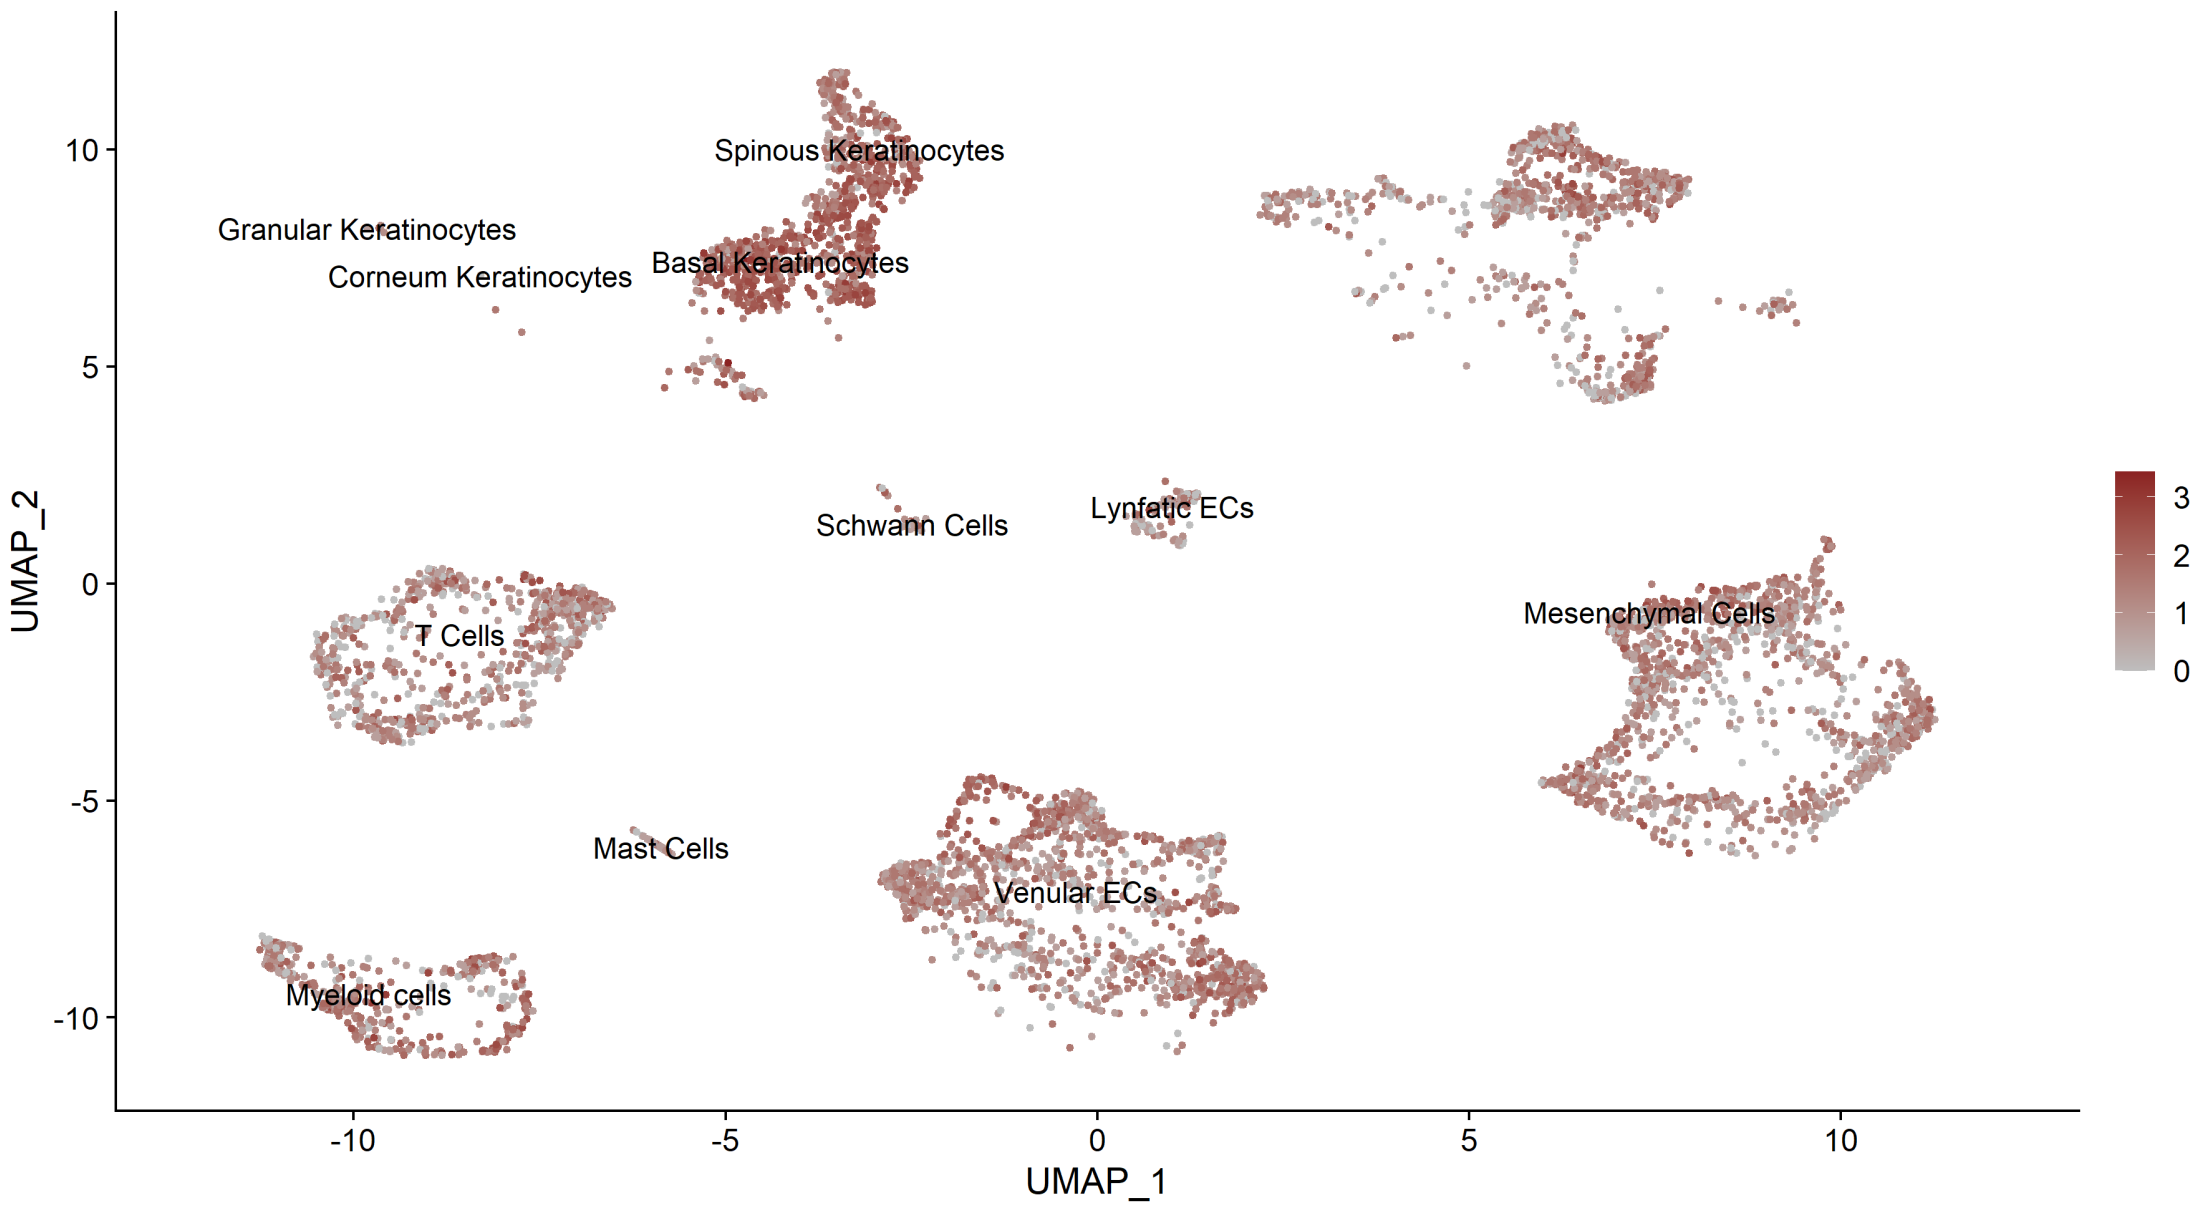 10
5
0
-5
-10
UMAP_2
Spinous Keratinocytes
Granular Keratinocytes
Basal Keratinocytes
Corneum Keratinocytes
Schwann Cells
Lynfatic ECs
T Cells
Mesenchymal Cells
Mast Cells
Venular ECs
Myeloid cells
3
2
1
0
-10
-5
0
5
10
UMAP_1